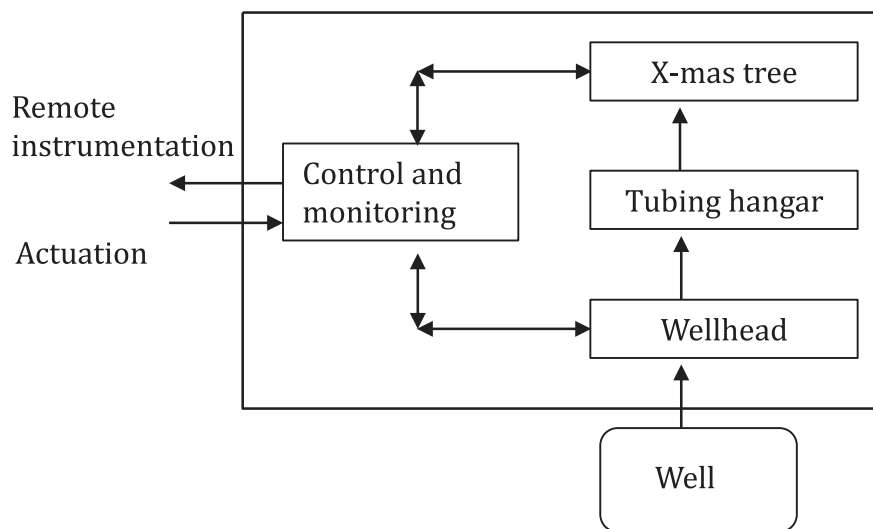 X-mas tree
Remote
instrumentation
Control and
monitoring
Tubing hangar
Actuation
Wellhead
Well